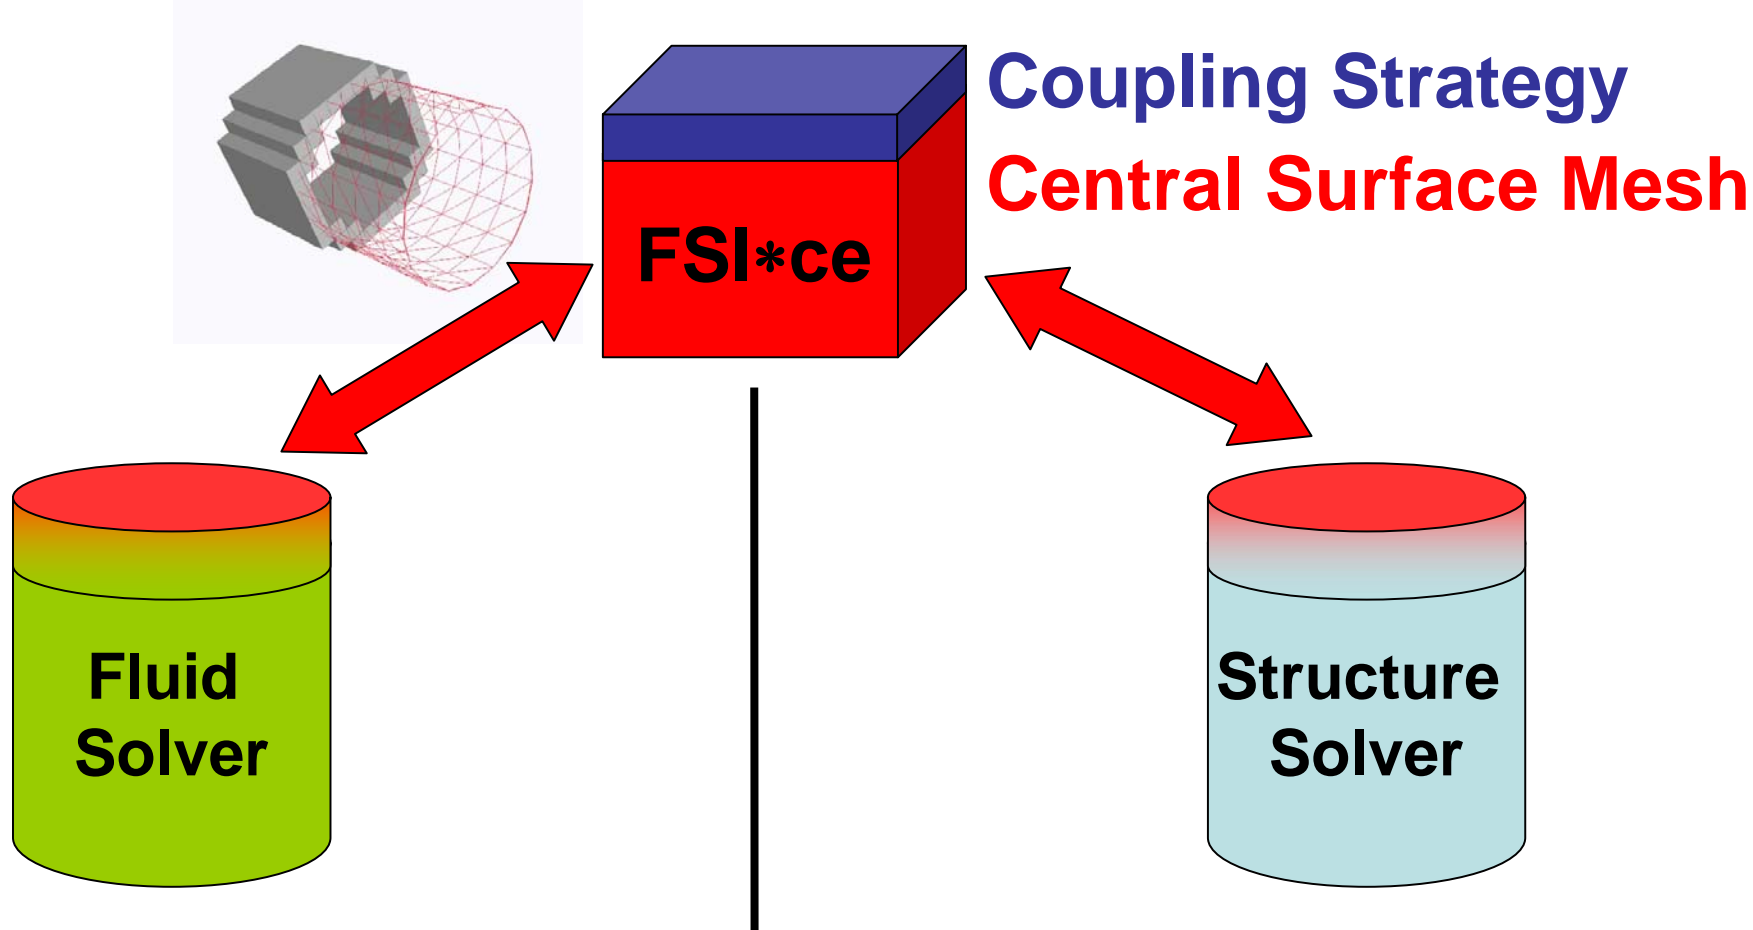 Coupling Strategy
Central Surface Mesh
FSI*ce
Fluid
Solver
Structure
Solver